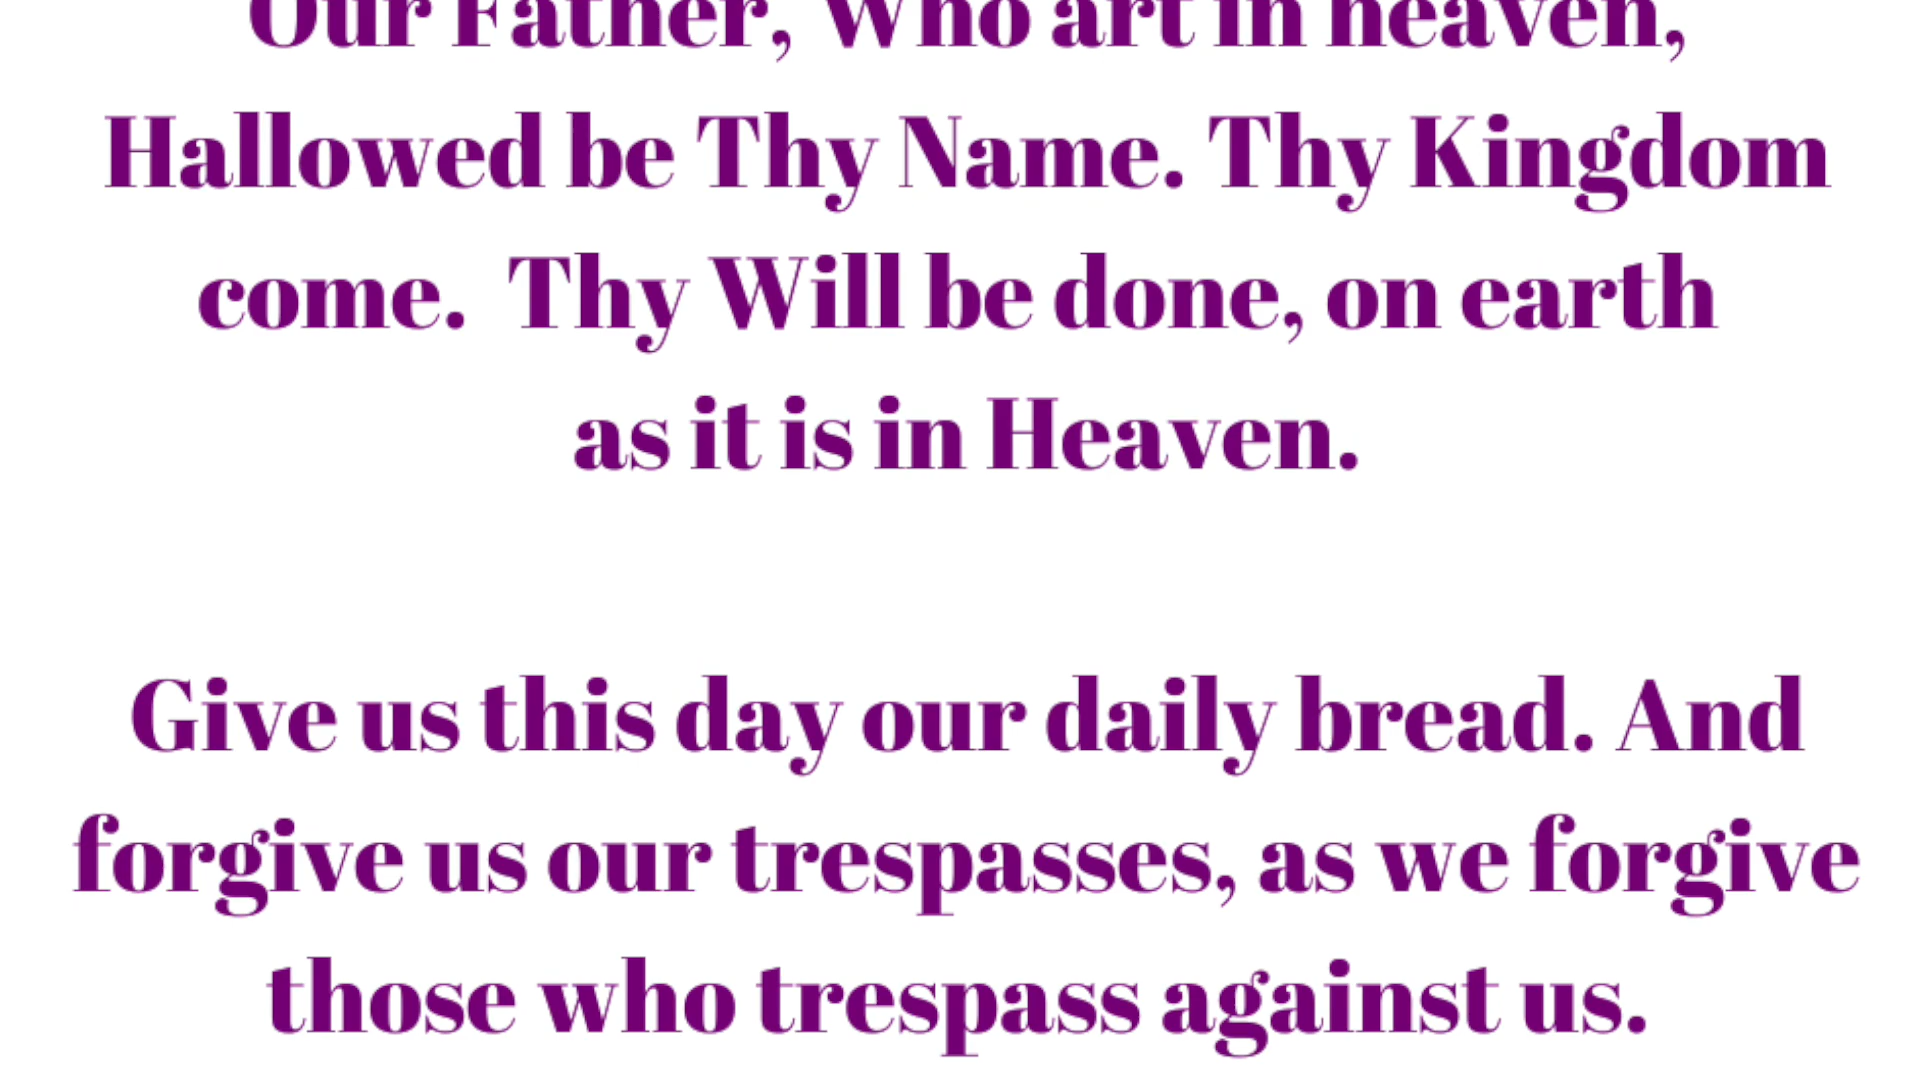 Our Father, Who art in heaven,
Hallowed be Thy Name. Thy Kingdom
come. Thy Will be done, on earth
as it is in Heaven.
Give us this day our daily bread. And
forgive us our trespasses, as we forgive
those who trespass against us.